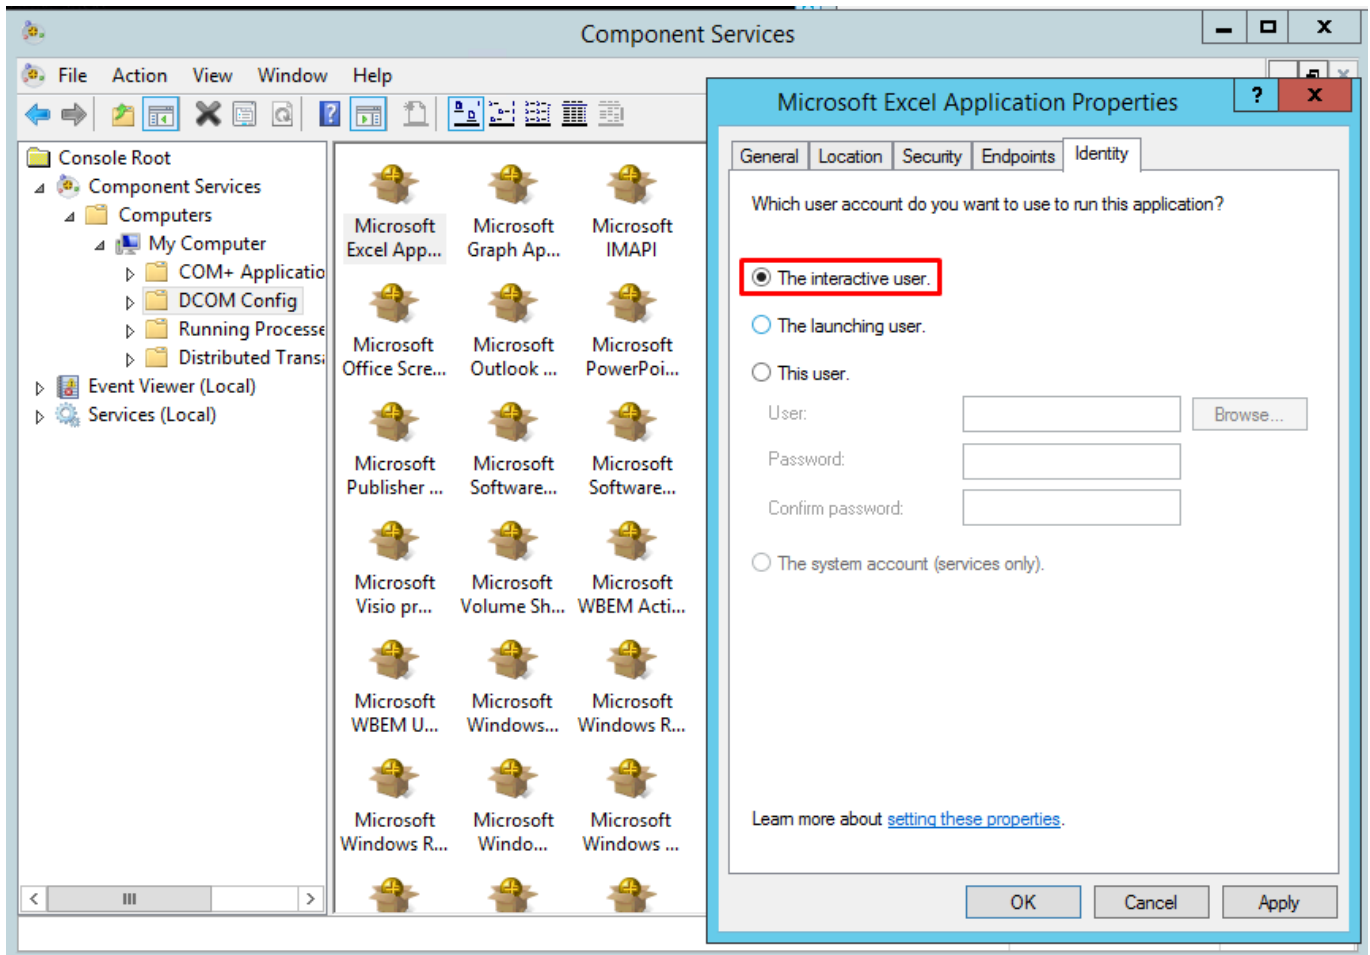 Component Services
File Action View Window Help
Console Root
Component Services
Computers
My Computer
COM+ Applicatio
DCOM Config
Running Processe
Distributed Transa
Event Viewer (Local)
Services (Local)
Microsoft Excel App...
Microsoft Graph Ap...
Microsoft IMAPI
Microsoft Office Scre...
Microsoft Outlook ...
Microsoft PowerPoi...
Microsoft Publisher ...
Microsoft Software...
Microsoft Software...
Microsoft Visio pr...
Microsoft Volume Sh...
Microsoft WBEM Acti...
Microsoft WBEM U...
Microsoft Windows...
Microsoft Windows R...
Microsoft Windows R...
Microsoft Windo...
Microsoft Windows ...
Microsoft Excel Application Properties
General Location Security Endpoints Identity
Which user account do you want to use to run this application?
The interactive user.
The launching user.
This user.
User:
Browse...
Password:
Confirm password:
The system account (services only).
Learn more about setting these properties.
OK Cancel Apply